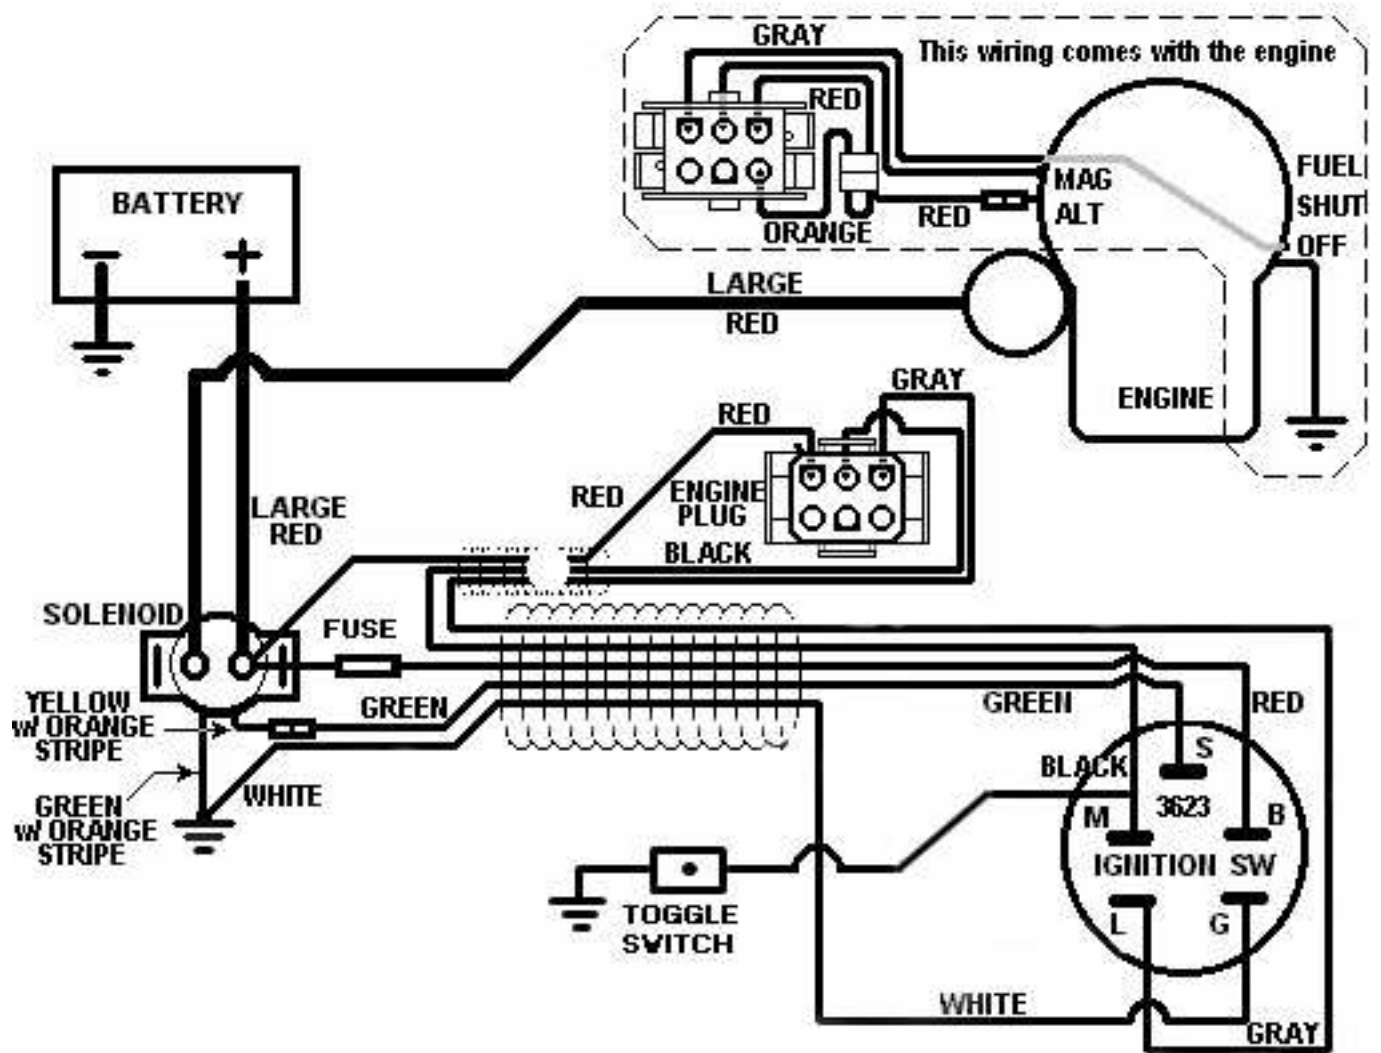 GRAY
This wiring comes with the engine
RED
BATTERY
MAG
FUEL
ALT
SHUT
RED
ORANGE
OFF
LARGE
RED
GRAY
RED
ENGINE
LARGE
RED
RED
ENGINE
PLUG
BLACK
SOLENOID
FUSE
YELLOW
w/ ORANGE
STRIPE
GREEN
GREEN
RED
S
BLACK
WHITE
GREEN
w/ ORANGE
STRIPE
M
3623
B
IGNITION SW
TOGGLE
SWITCH
L
G
WHITE
GRAY